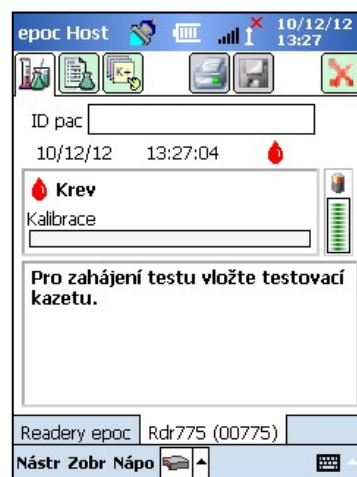 epoc Host 10/12/12
13:27
K+
ID pac
10/12/12 13:27:04
Krev
Kalibrace
Pro zahájení testu vložte testovací
kazetu.
Readery epoc Rdr775 (00775)
Nástr Zobr Nápo